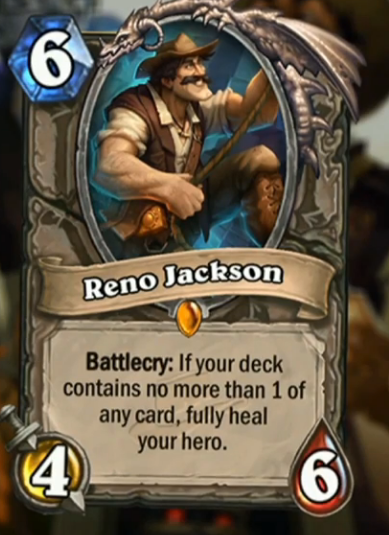 6
Reno Jackson
Battlecry: If your deck
contains no more than 1 of
any card, fully heal
your hero.
4
6